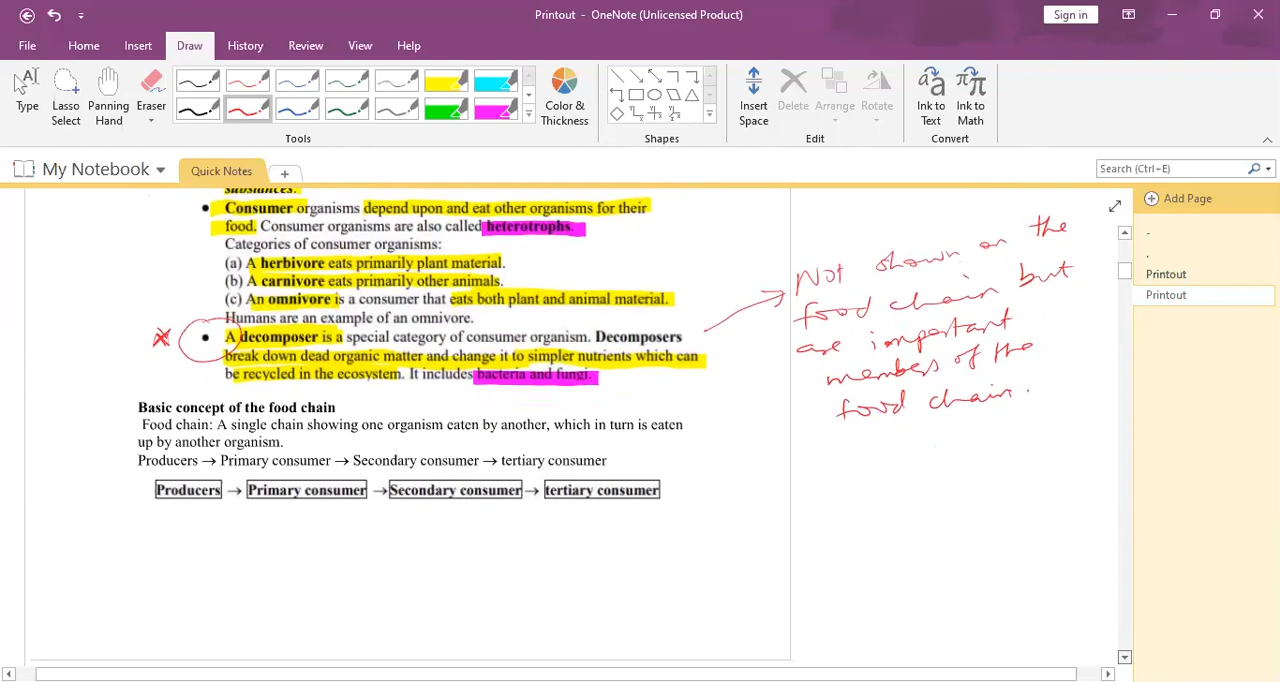 Printout - OneNote (Unlicensed Product)
Sign in
File Home Insert Draw History Review View Help
Type
Lasso Select
Panning Hand
Eraser
Color & Thickness
Insert Space
Delete
Arrange
Rotate
Ink to Text
Ink to Math
Tools
Shapes
Edit
Convert
My Notebook
Quick Notes
Search (Ctrl+E)
Add Page
-
.
Printout
Printout
substances.
• Consumer organisms depend upon and eat other organisms for their
food. Consumer organisms are also called heterotrophs.
Categories of consumer organisms:
(a) A herbivore eats primarily plant material.
(b) A carnivore eats primarily other animals.
(c) An omnivore is a consumer that eats both plant and animal material.
Humans are an example of an omnivore.
• A decomposer is a special category of consumer organism. Decomposers
break down dead organic matter and change it to simpler nutrients which can
be recycled in the ecosystem. It includes bacteria and fungi.
Not shown on the
food chain but
are important
members of the
food chain.
Basic concept of the food chain
Food chain: A single chain showing one organism eaten by another, which in turn is eaten
up by another organism.
Producers → Primary consumer → Secondary consumer → tertiary consumer
Producers → Primary consumer → Secondary consumer → tertiary consumer